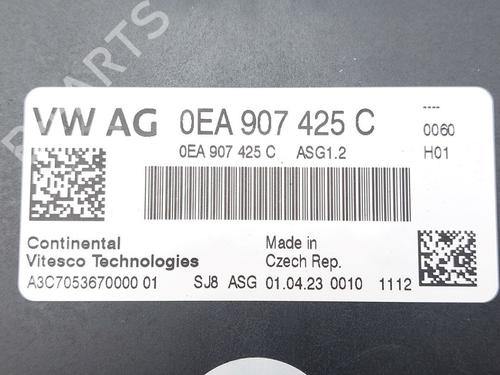 PARTS
VW AG 0EA 907 425 C
----
0060
0EA 907 425 C ASG1.2 H01
Continental
Vitesco Technologies
Made in
Czech Rep.
A3C7053670000 01 SJ8 ASG 01.04.23 0010 1112